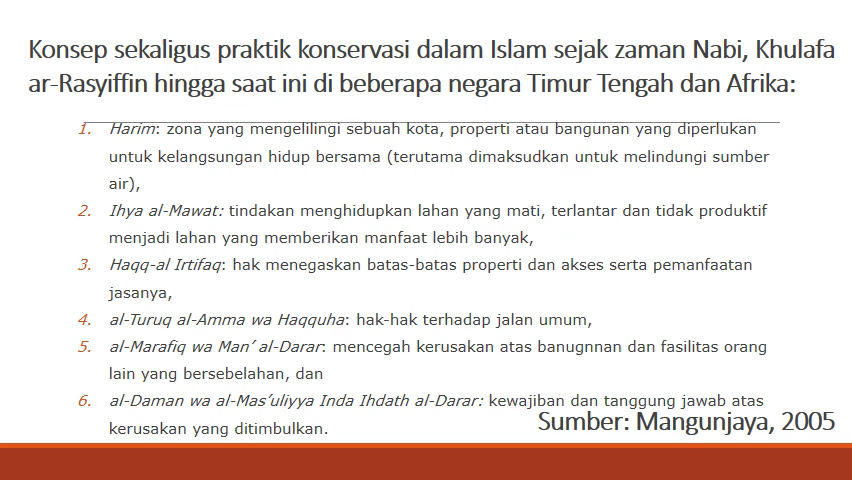 Konsep sekaligus praktik konservasi dalam Islam sejak zaman Nabi, Khulafa
ar-Rasyiffin hingga saat ini di beberapa negara Timur Tengah dan Afrika:
1. Harim: zona yang mengelilingi sebuah kota, properti atau bangunan yang diperlukan
untuk kelangsungan hidup bersama (terutama dimaksudkan untuk melindungi sumber
air),
2. Ihya al-Mawat: tindakan menghidupkan lahan yang mati, terlantar dan tidak produktif
menjadi lahan yang memberikan manfaat lebih banyak,
3. Haqq-al Irtifaq: hak menegaskan batas-batas properti dan akses serta pemanfaatan
jasanya,
4. al-Turuq al-Amma wa Haqquha: hak-hak terhadap jalan umum,
5. al-Marafiq wa Man’ al-Darar: mencegah kerusakan atas banugnnan dan fasilitas orang
lain yang bersebelahan, dan
6. al-Daman wa al-Mas’uliyya Inda Ihdath al-Darar: kewajiban dan tanggung jawab atas
kerusakan yang ditimbulkan.
Sumber: Mangunjaya, 2005